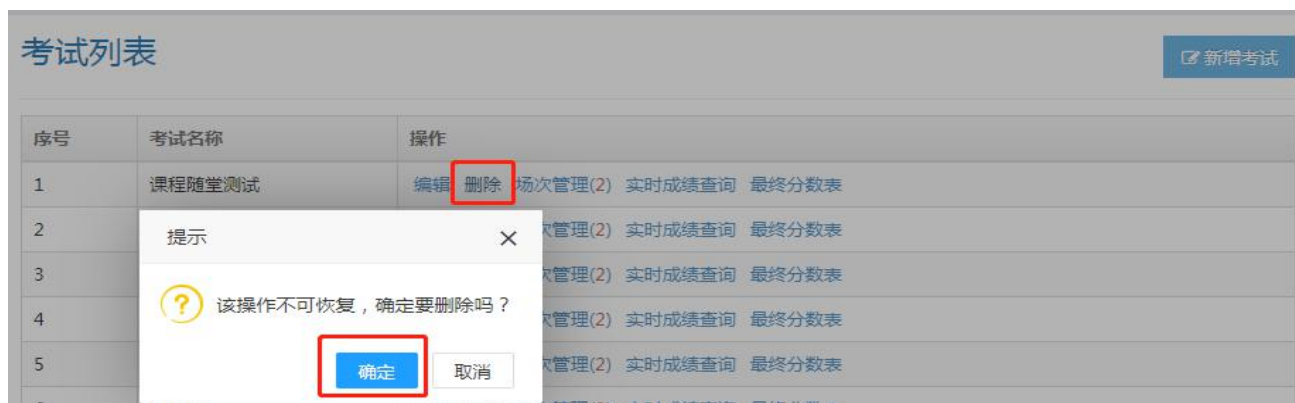 考试列表
新增考试
序号 考试名称 操作
1 课程随堂测试 编辑 删除 场次管理(2) 实时成绩查询 最终分数表
2 次管理(2) 实时成绩查询 最终分数表
提示
3 次管理(2) 实时成绩查询 最终分数表
该操作不可恢复，确定要删除吗？
4 次管理(2) 实时成绩查询 最终分数表
5 次管理(2) 实时成绩查询 最终分数表
确定 取消